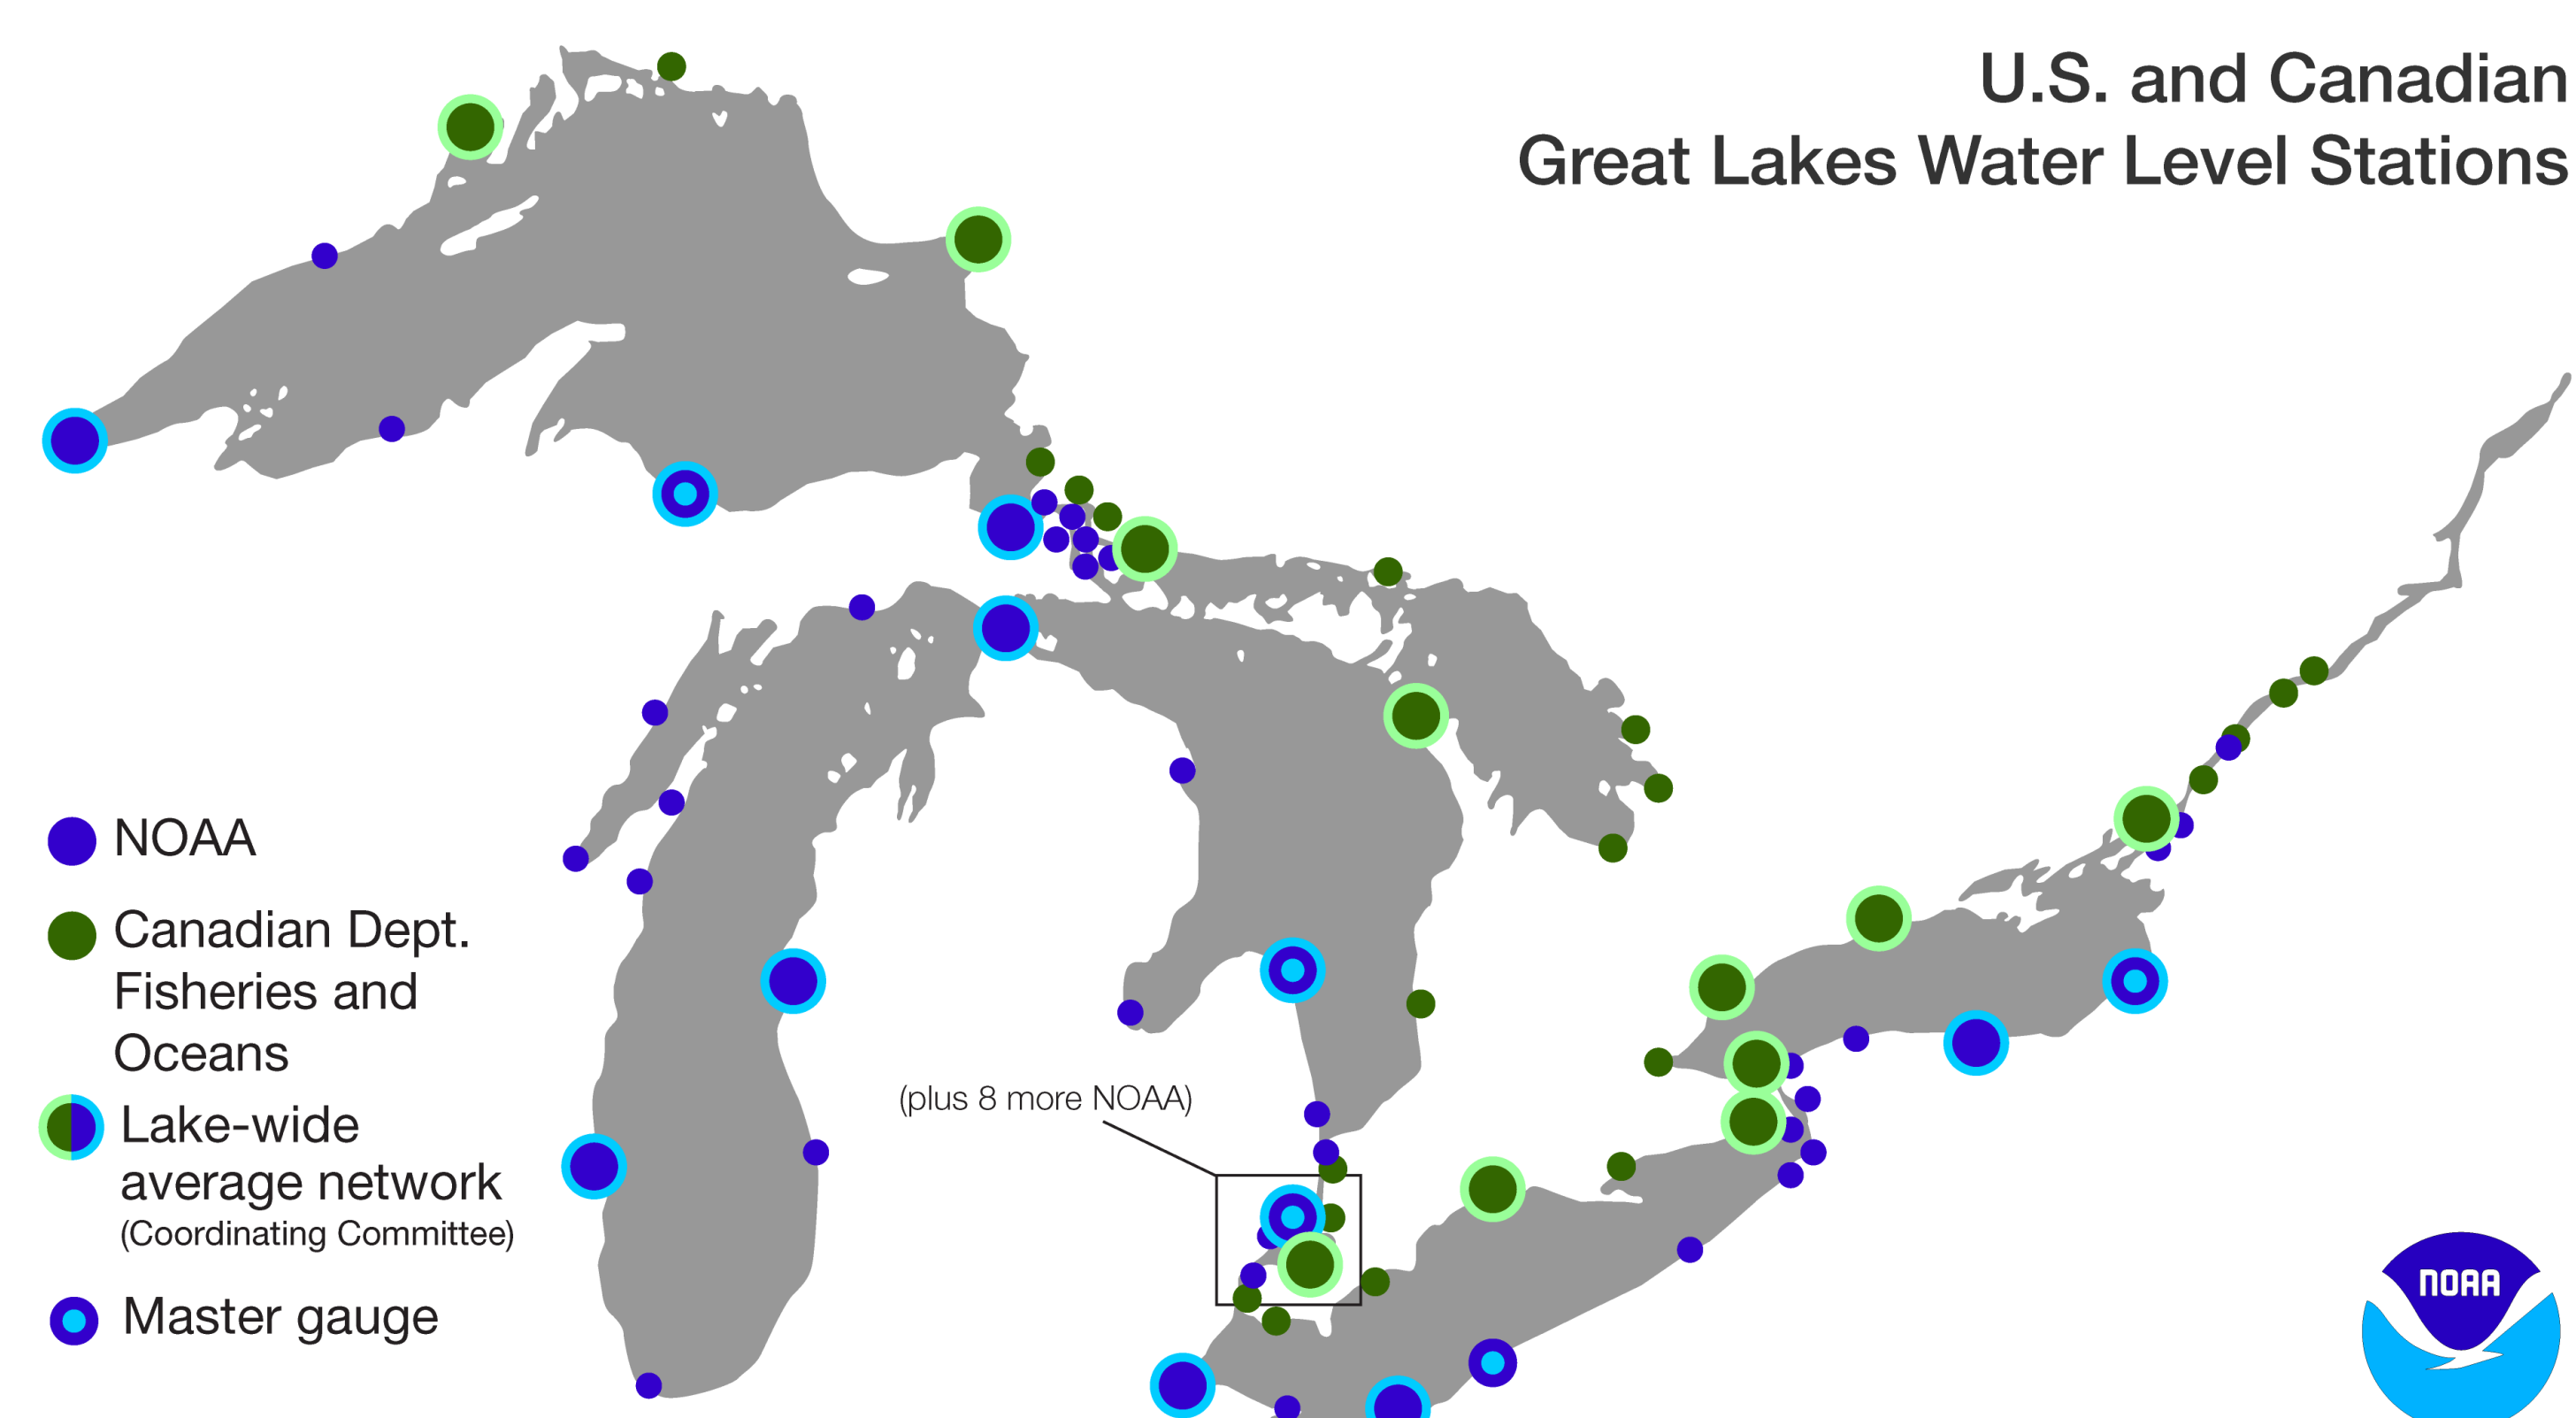 U.S. and Canadian
Great Lakes Water Level Stations
NOAA
Canadian Dept.
Fisheries and
Oceans
(plus 8 more NOAA)
Lake-wide
average network
(Coordinating Committee)
Master gauge
NOAA